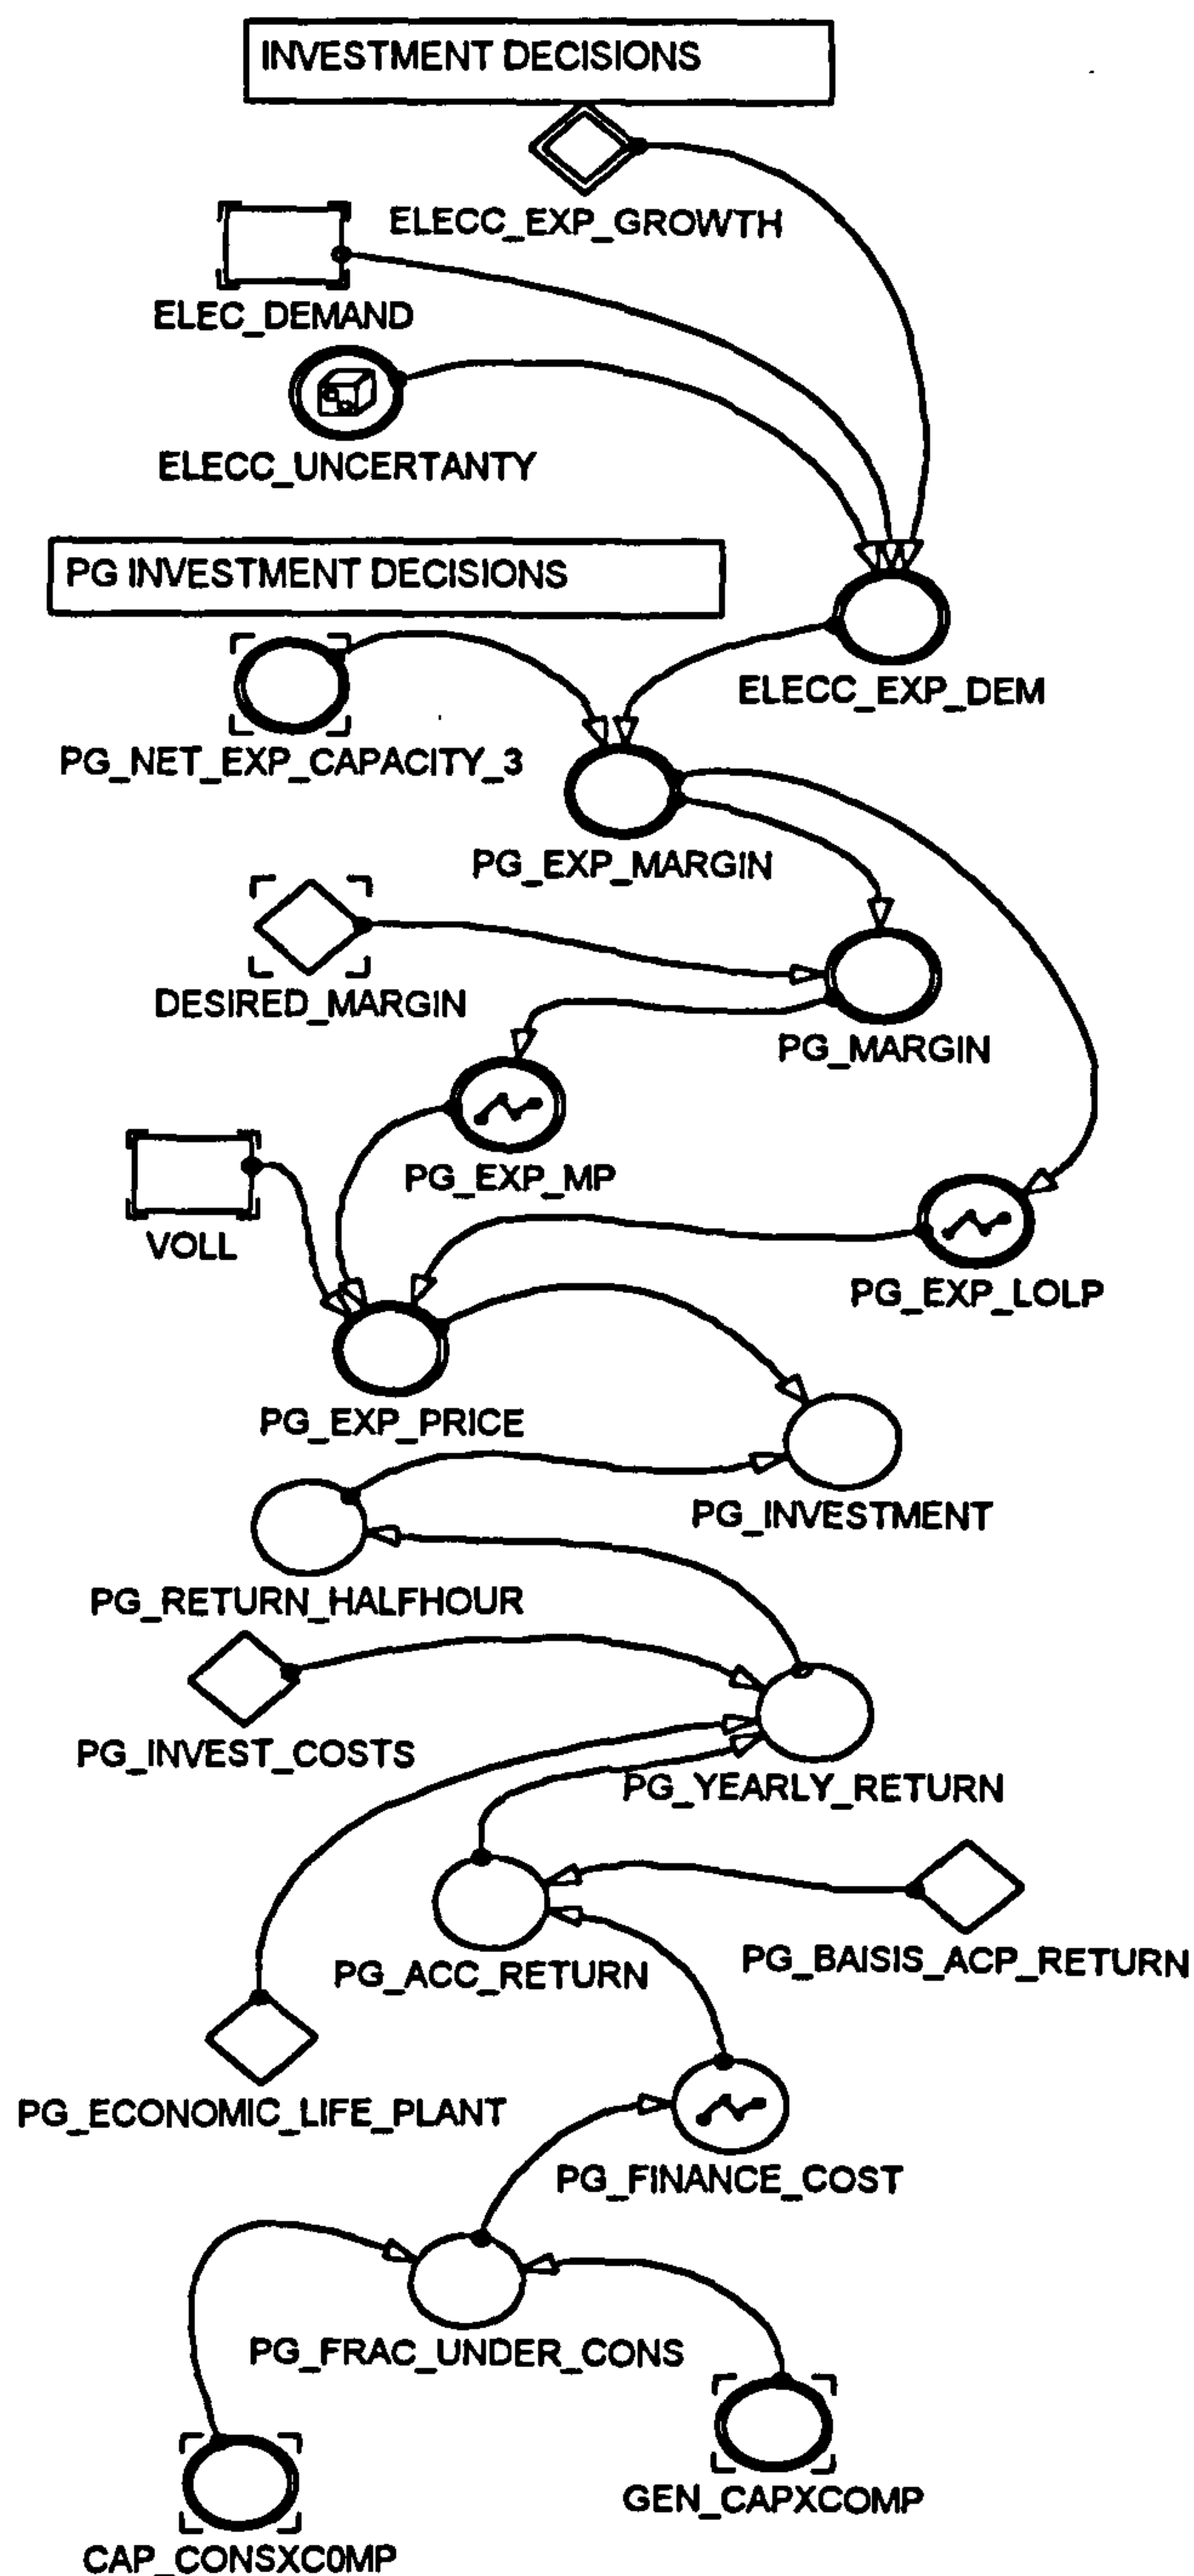 INVESTMENT DECISIONS
ELECC_EXP_GROWTH
ELEC_DEMAND
ELECC_UNCERTANTY
PG INVESTMENT DECISIONS
ELECC_EXP_DEM
PG_NET_EXP_CAPACITY_3
PG_EXP_MARGIN
DESIRED_MARGIN
PG_MARGIN
PG_EXP_MP
VOLL
PG_EXP_LOLP
PG_EXP_PRICE
PG_INVESTMENT
PG_RETURN_HALFHOUR
PG_INVEST_COSTS
PG_YEARLY_RETURN
PG_ACC_RETURN
PG_BAISIS_ACP_RETURN
PG_ECONOMIC_LIFE_PLANT
PG_FINANCE_COST
PG_FRAC_UNDER_CONS
GEN_CAPXCOMP
CAP_CONSXC0MP